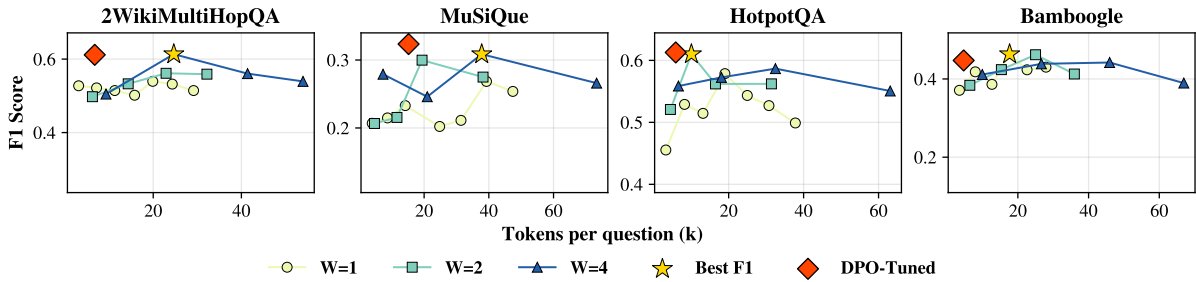 2WikiMultiHopQA
MuSiQue
HotpotQA
Bamboogle
F1 Score
0.6
0.4
20
40
0.3
0.2
20
40
60
0.6
0.5
0.4
20
40
60
0.4
0.2
20
40
60
Tokens per question (k)
W=1
W=2
W=4
Best F1
DPO-Tuned